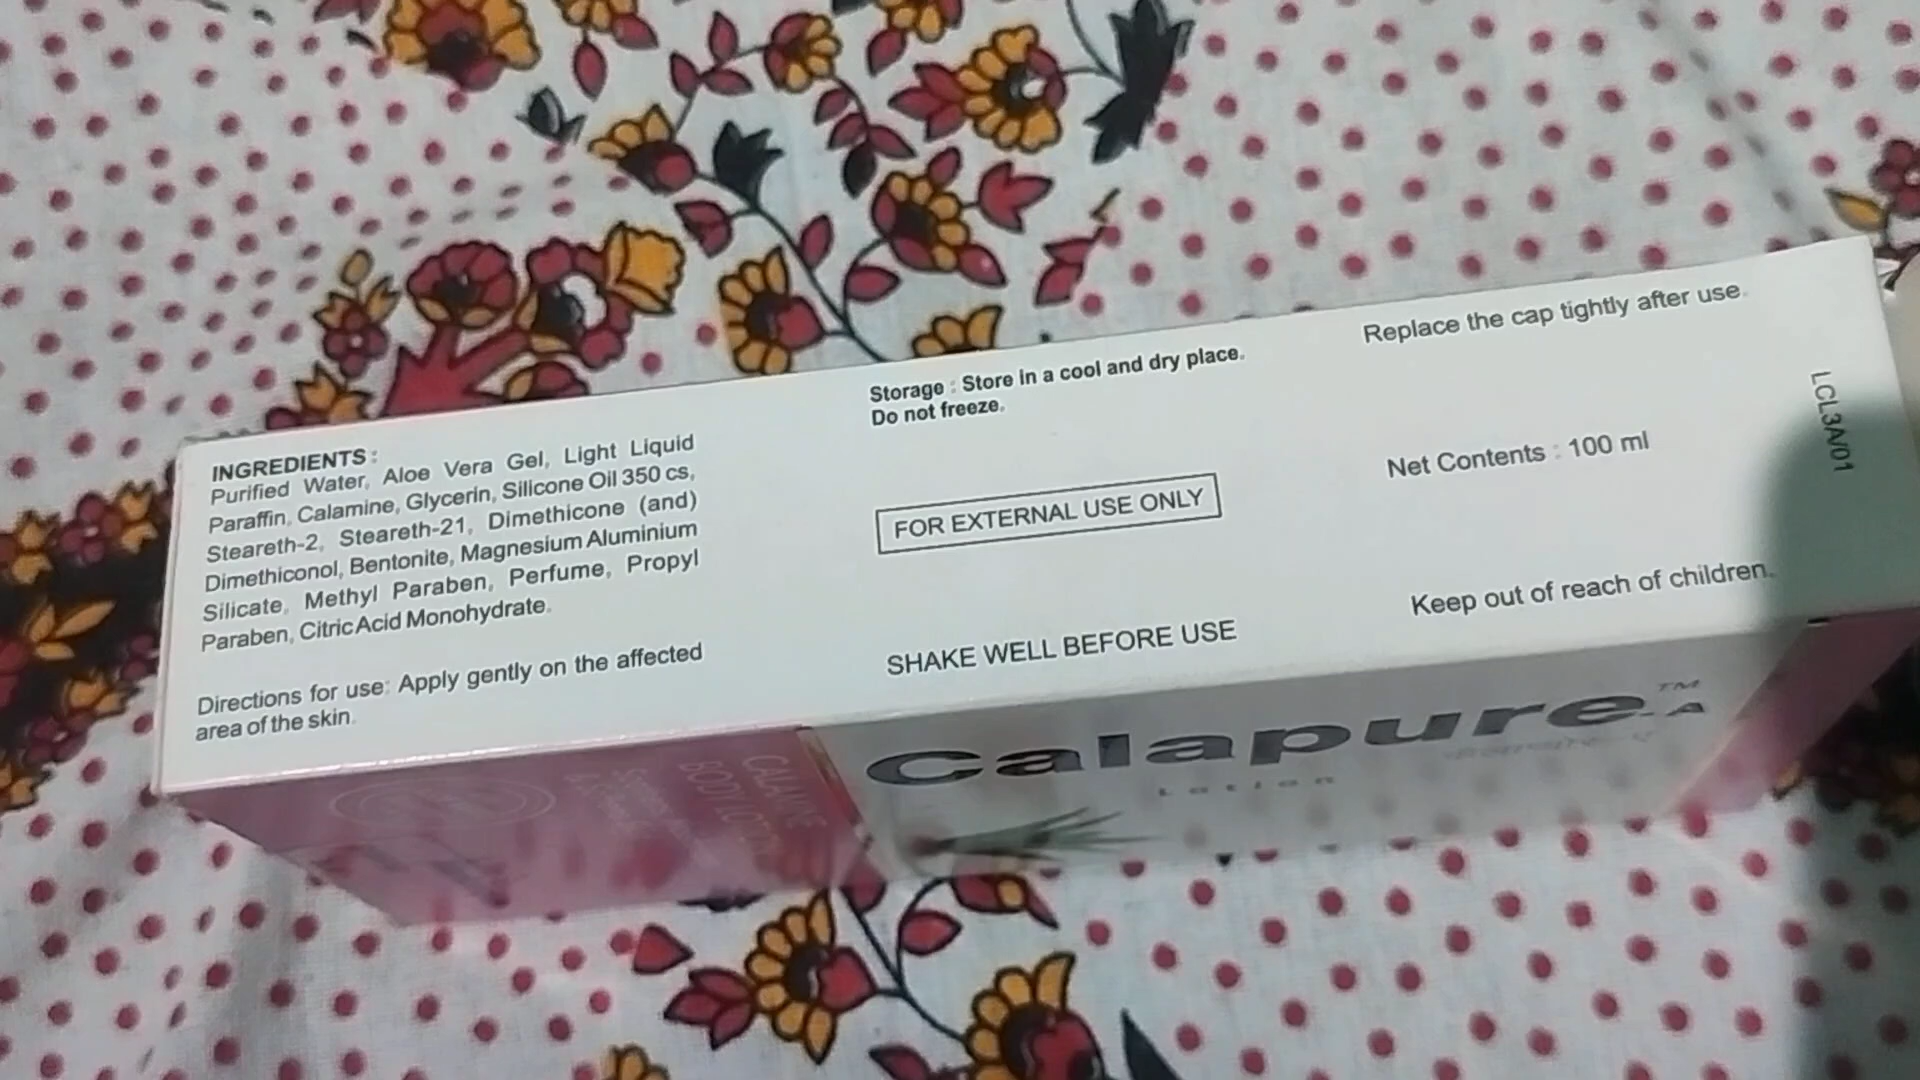 INGREDIENTS :
Purified Water, Aloe Vera Gel, Light Liquid
Paraffin, Calamine, Glycerin, Silicone Oil 350 cs,
Steareth-2, Steareth-21, Dimethicone (and)
Dimethiconol, Bentonite, Magnesium Aluminium
Silicate, Methyl Paraben, Perfume, Propyl
Paraben, Citric Acid Monohydrate.
Directions for use: Apply gently on the affected
area of the skin.
Storage : Store in a cool and dry place.
Do not freeze.
FOR EXTERNAL USE ONLY
SHAKE WELL BEFORE USE
Replace the cap tightly after use.
Net Contents : 100 ml
Keep out of reach of children.
LCL3A/01
Calapure-A™
Lotion
CALAMINE
BODY LOTION